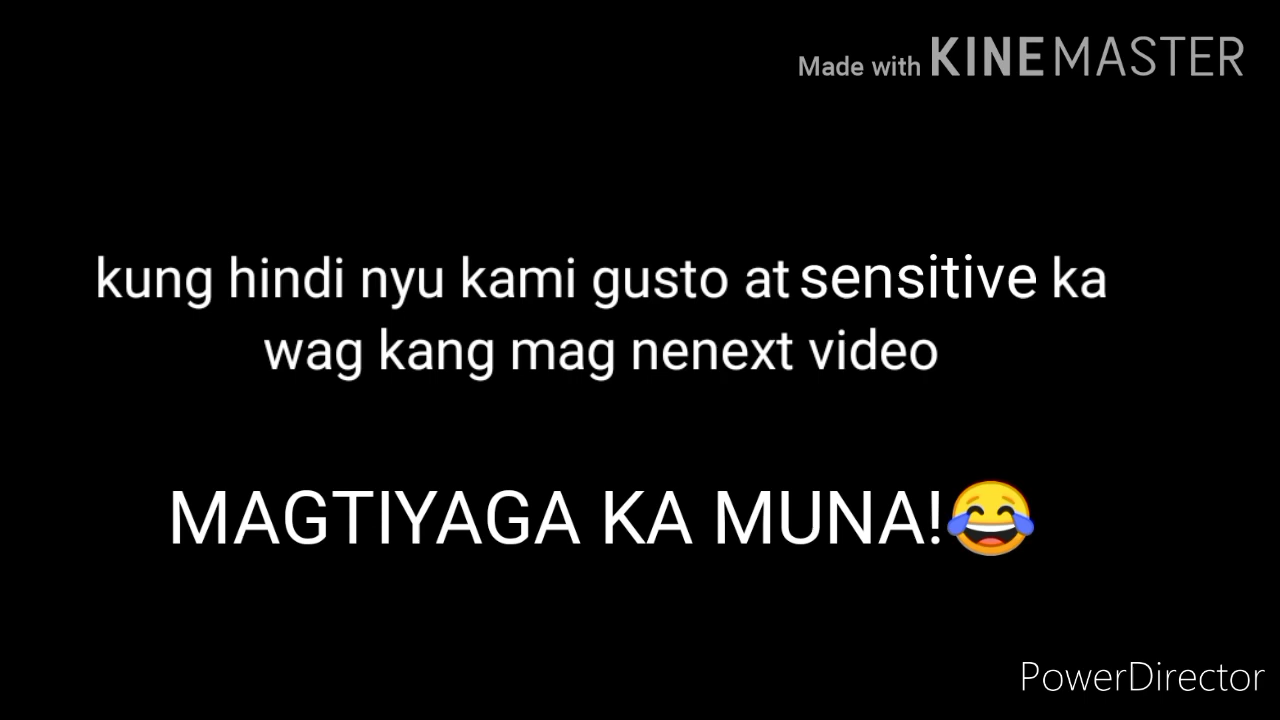 Made with KINEMASTER
kung hindi nyu kami gusto at sensitive ka
wag kang mag nenext video
MAGTIYAGA KA MUNA!😂
PowerDirector